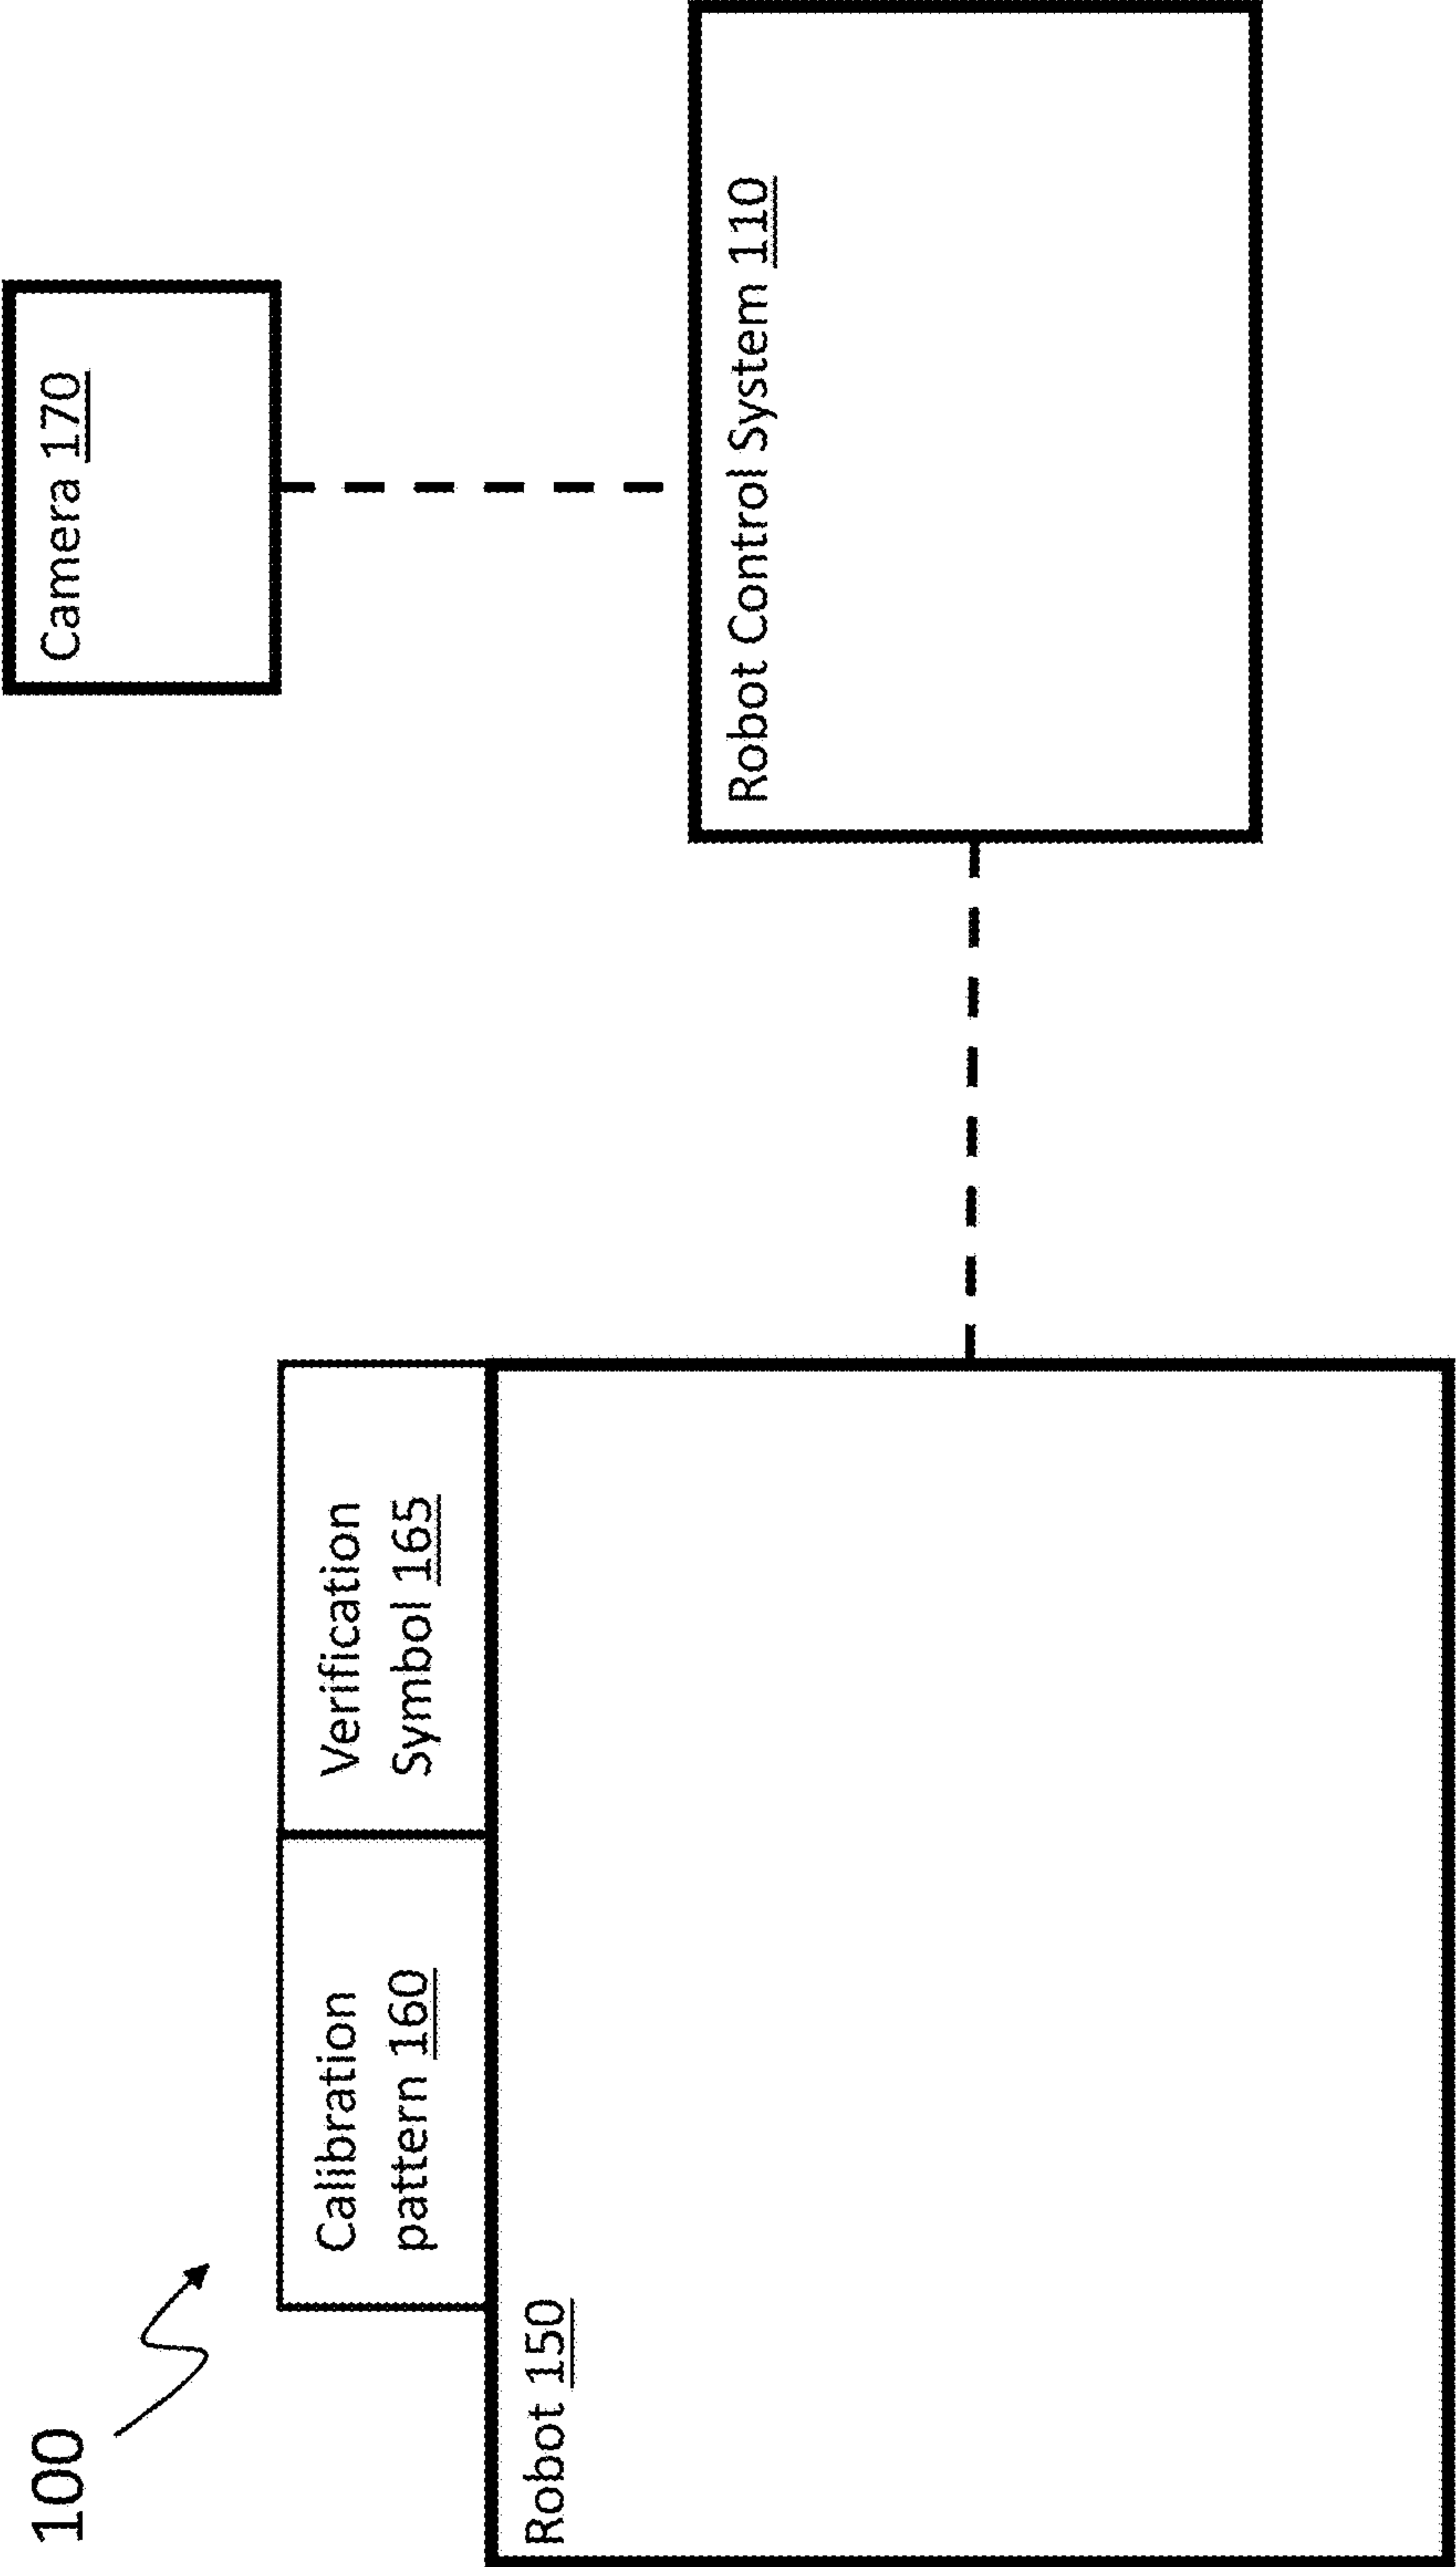 100
Camera 170
Calibration
pattern 160
Verification
Symbol 165
Robot 150
Robot Control System 110